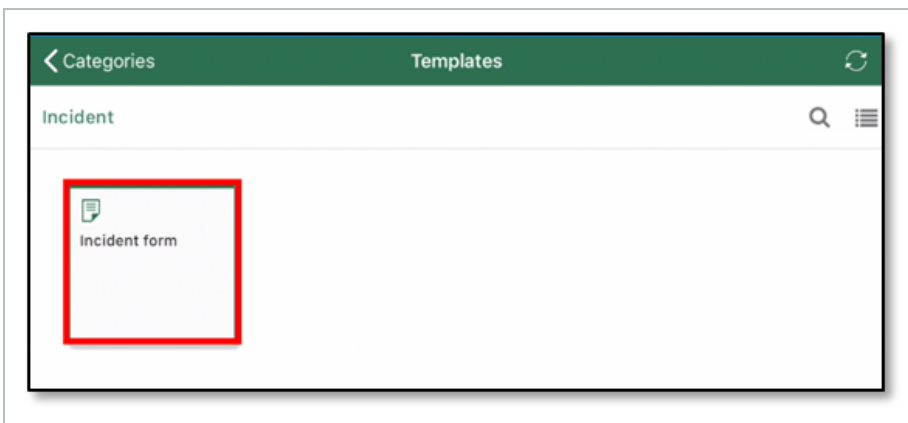 Categories
Templates
Incident
Incident form